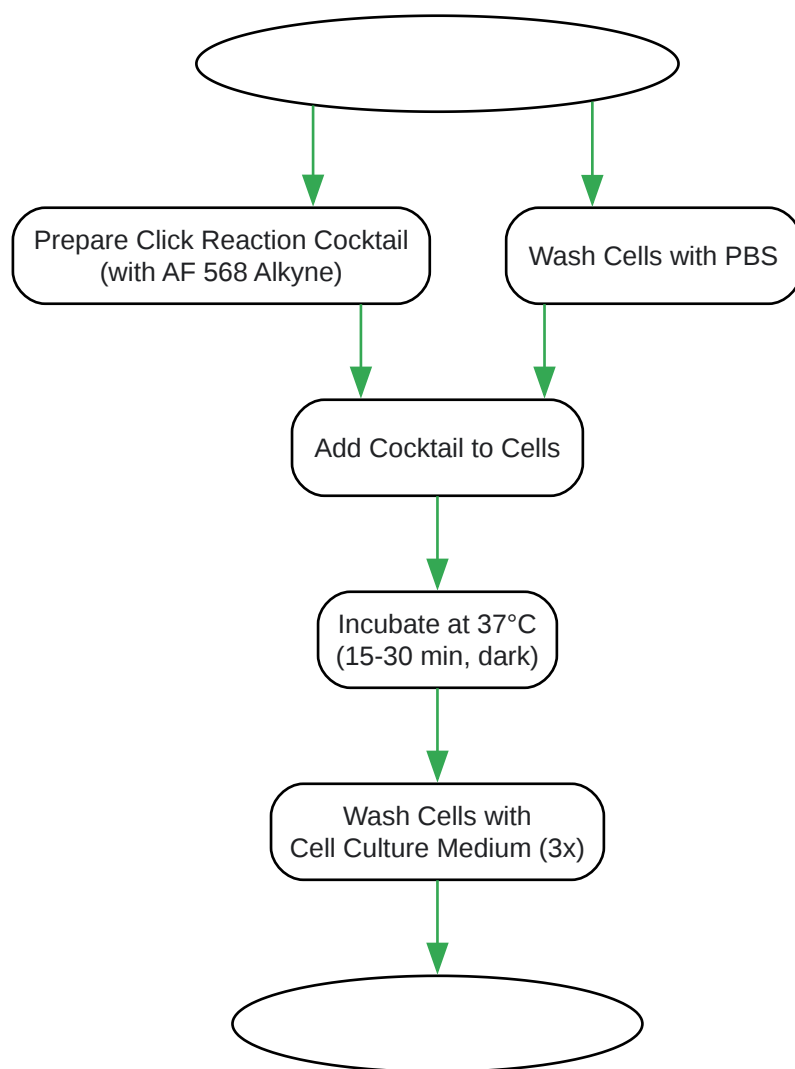 Prepare Click Reaction Cocktail
(with AF 568 Alkyne)
Wash Cells with PBS
Add Cocktail to Cells
Incubate at 37°C
(15-30 min, dark)
Wash Cells with
Cell Culture Medium (3x)